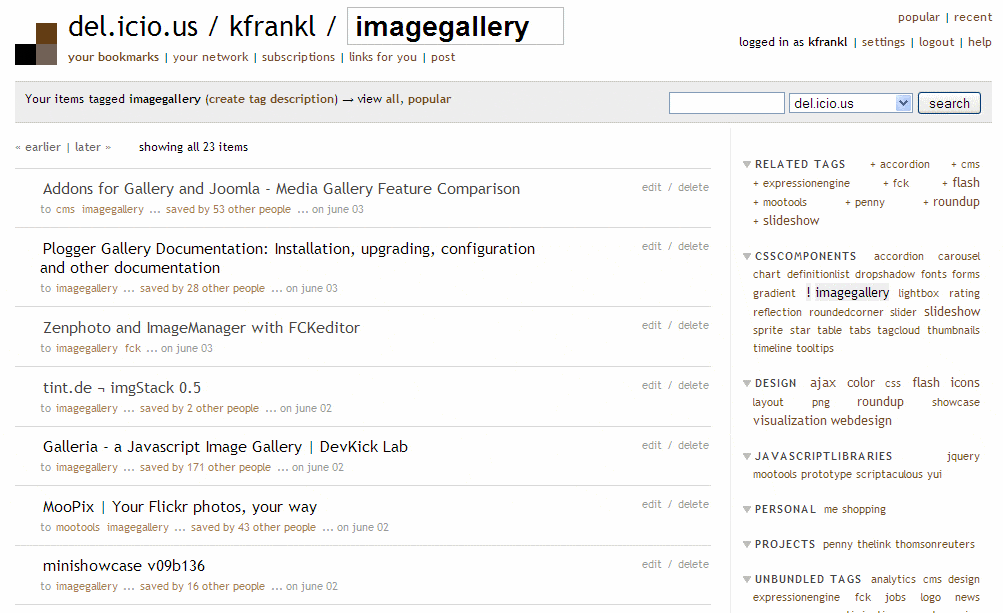 del.icio.us / kfrankl / imagegallery
popular | recent
logged in as kfrankl | settings | logout | help
your bookmarks | your network | subscriptions | links for you | post
Your items tagged imagegallery (create tag description) → view all, popular
del.icio.us
search
« earlier | later »
showing all 23 items
Addons for Gallery and Joomla - Media Gallery Feature Comparison
edit / delete
to cms imagegallery ... saved by 53 other people ... on june 03
Plogger Gallery Documentation: Installation, upgrading, configuration
and other documentation
edit / delete
to imagegallery ... saved by 28 other people ... on june 03
Zenphoto and ImageManager with FCKeditor
edit / delete
to imagegallery fck ... on june 03
tint.de ¬ imgStack 0.5
edit / delete
to imagegallery ... saved by 2 other people ... on june 02
Galleria - a Javascript Image Gallery | DevKick Lab
edit / delete
to imagegallery ... saved by 171 other people ... on june 02
MooPix | Your Flickr photos, your way
edit / delete
to mootools imagegallery ... saved by 43 other people ... on june 02
minishowcase v09b136
edit / delete
to imagegallery ... saved by 16 other people ... on june 02
RELATED TAGS + accordion + cms
+ expressionengine + fck + flash
+ mootools + penny + roundup
+ slideshow
CSSCOMPONENTS accordion carousel
chart definitionlist dropshadow fonts forms
gradient ! imagegallery lightbox rating
reflection roundedcorner slider slideshow
sprite star table tabs tagcloud thumbnails
timeline tooltips
DESIGN ajax color css flash icons
layout png roundup showcase
visualization webdesign
JAVASCRIPTLIBRARIES jquery
mootools prototype scriptaculous yui
PERSONAL me shopping
PROJECTS penny thelink thomsonreuters
UNBUNDLED TAGS analytics cms design
expressionengine fck jobs logo news